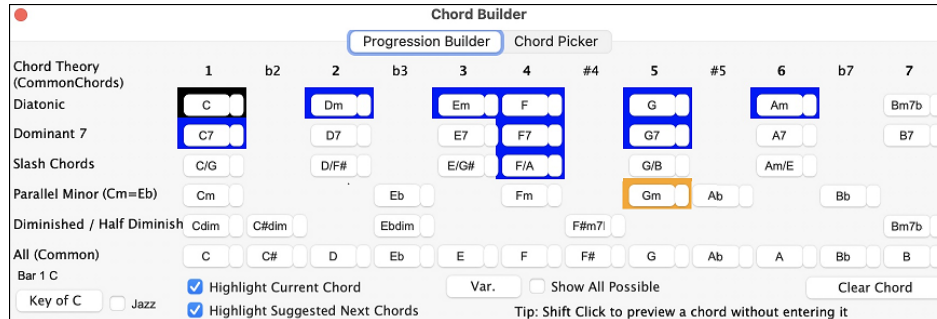 Chord Builder
Progression Builder Chord Picker
Chord Theory (CommonChords) 1 b2 2 b3 3 4 #4 5 #5 6 b7 7
Diatonic C Dm Em F G Am Bm7b
Dominant 7 C7 D7 E7 F7 G7 A7 B7
Slash Chords C/G D/F# E/G# F/A G/B Am/E
Parallel Minor (Cm=Eb) Cm Eb Fm Gm Ab Bb
Diminished / Half Diminish Cdim C#dim Ebdim F#m7 Bm7b
All (Common) C C# D Eb E F F# G Ab A Bb B
Bar 1 C
Highlight Current Chord Var. Show All Possible Clear Chord
Key of C Jazz
Highlight Suggested Next Chords Tip: Shift Click to preview a chord without entering it